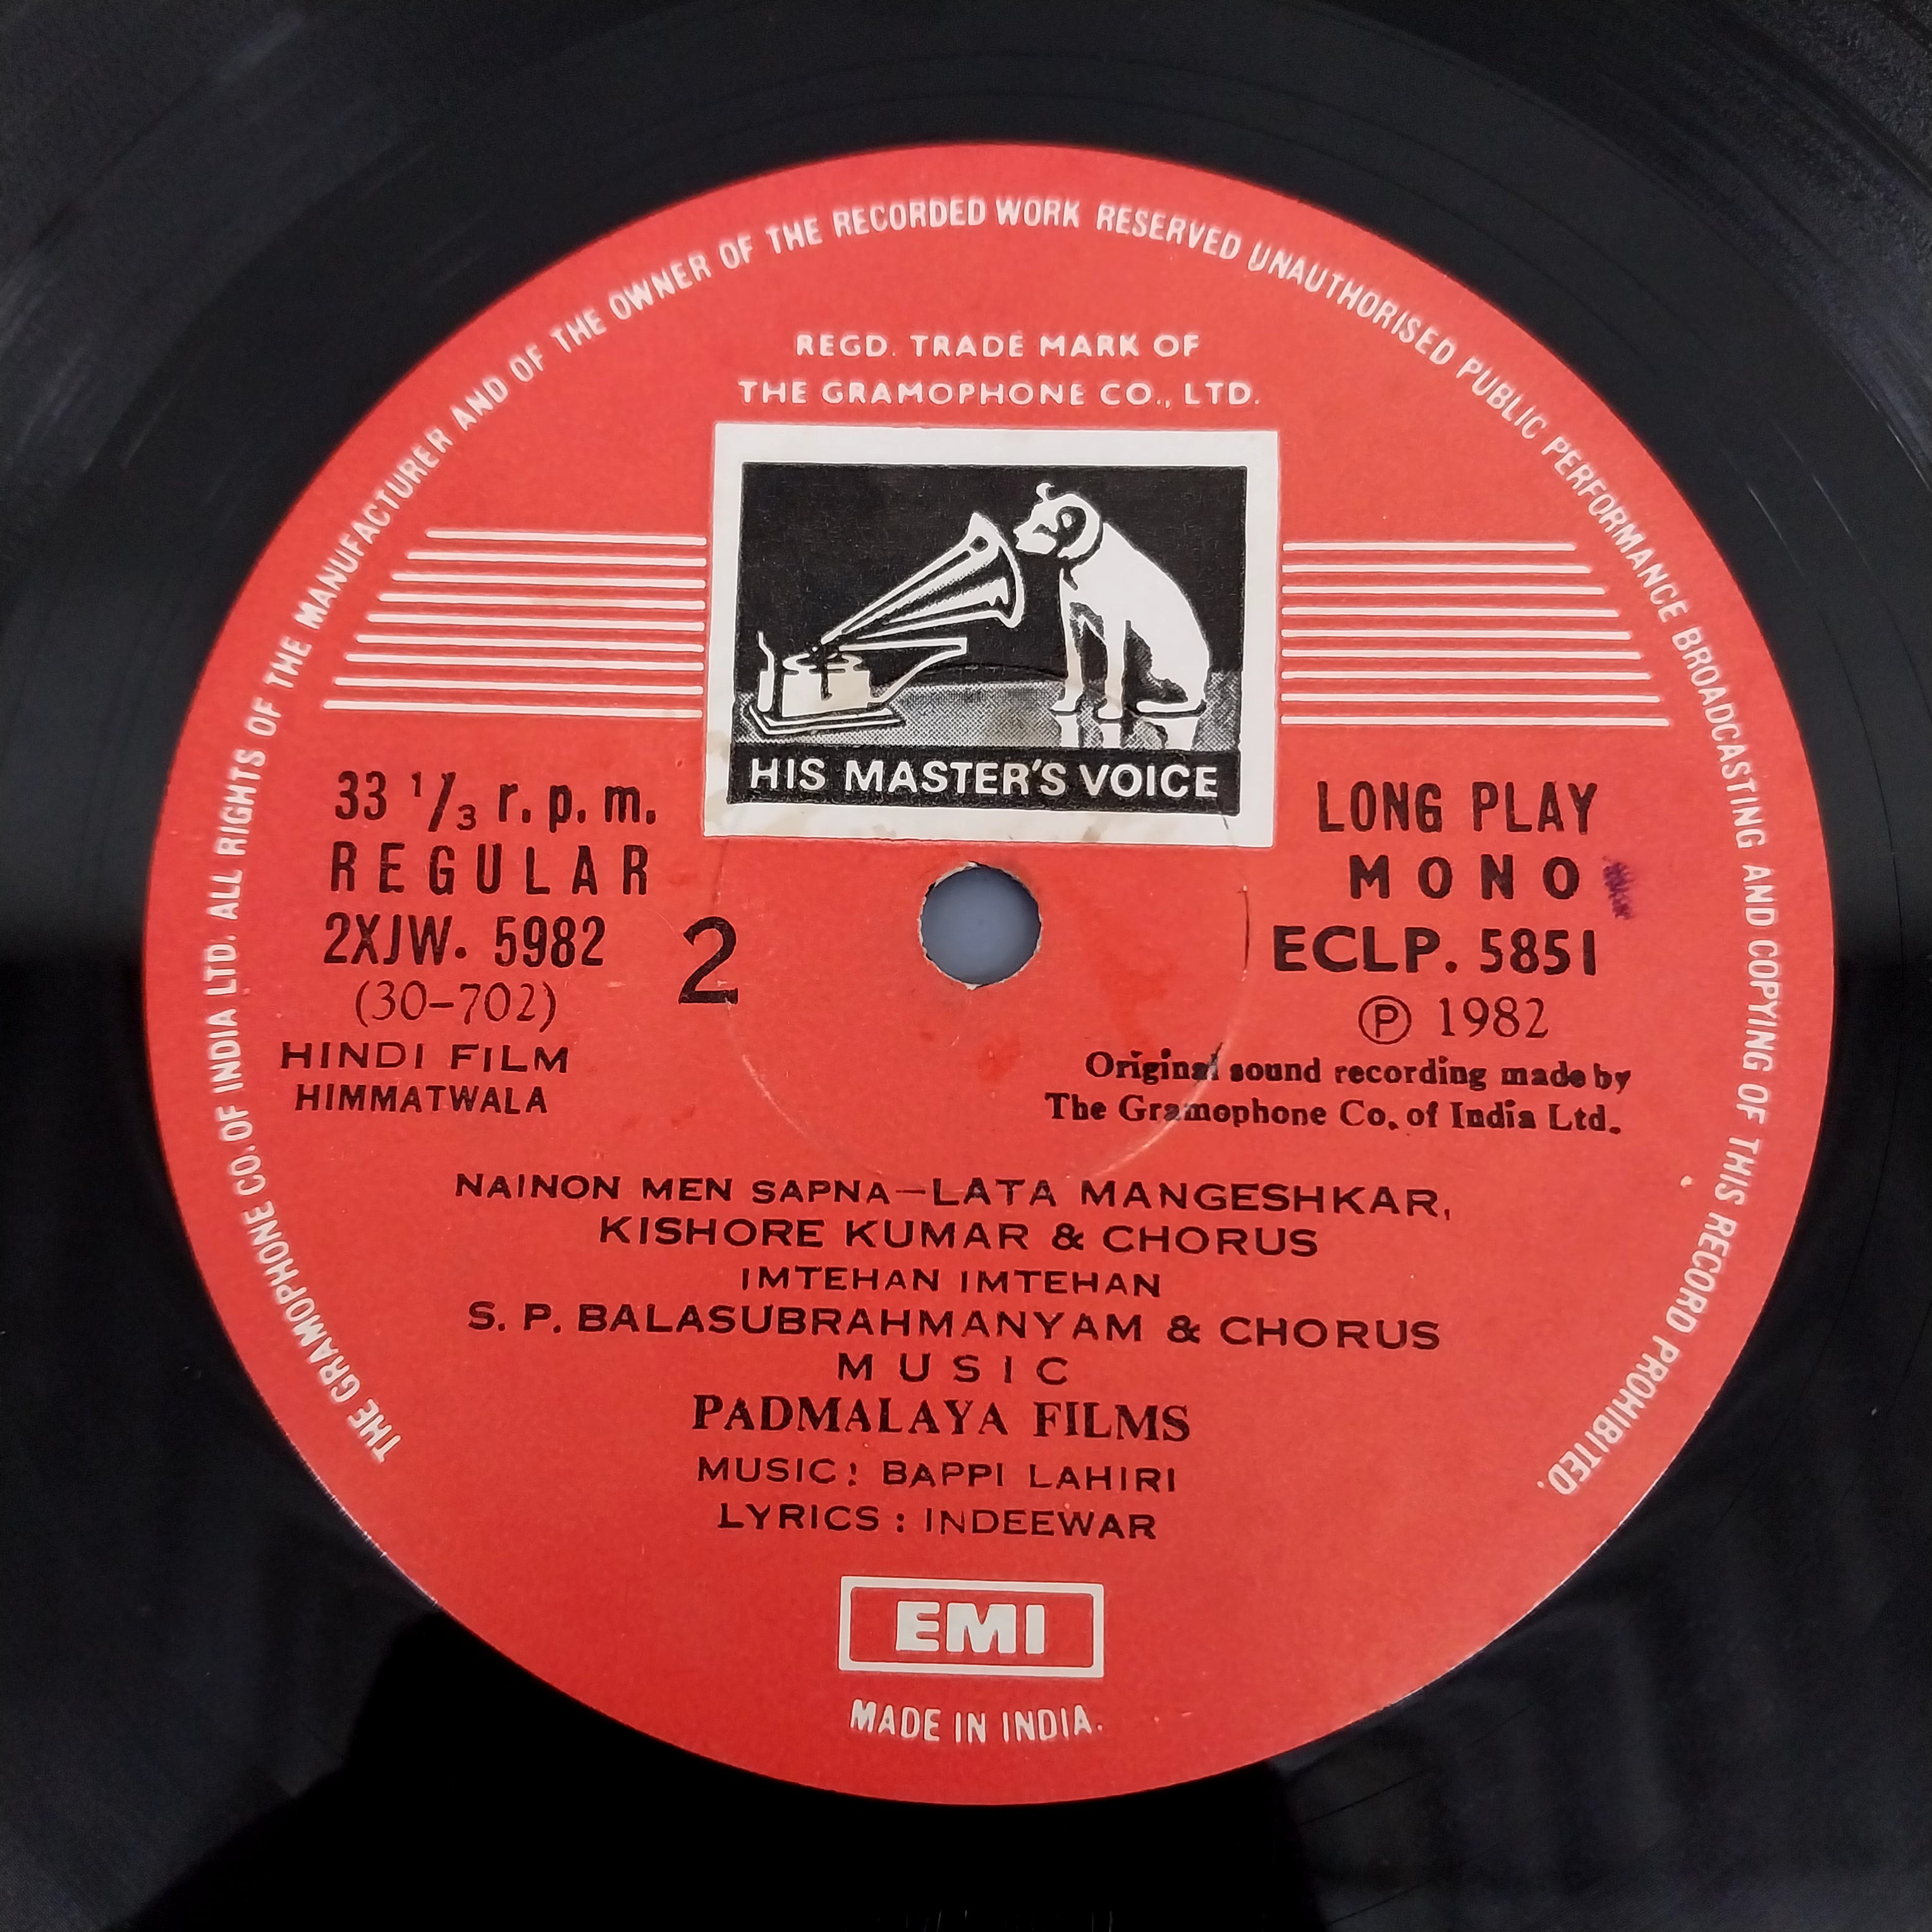 THE GRAMOPHONE CO. OF INDIA LTD. ALL RIGHTS OF THE MANUFACTURER AND OF THE OWNER OF THE RECORDED WORK RESERVED UNAUTHORISED PUBLIC PERFORMANCE BROADCASTING AND COPYING OF THIS RECORD PROHIBITED.
REGD. TRADE MARK OF
THE GRAMOPHONE CO., LTD.
HIS MASTER'S VOICE
33 1/3 r. p. m.
REGULAR
2XJW. 5982
(30-702)
HINDI FILM
HIMMATWALA
2
LONG PLAY
MONO
ECLP. 5851
Ⓟ 1982
Original sound recording made by
The Gramophone Co. of India Ltd.
NAINON MEN SAPNA—LATA MANGESHKAR,
KISHORE KUMAR & CHORUS
IMTEHAN IMTEHAN
S. P. BALASUBRAHMANYAM & CHORUS
MUSIC
PADMALAYA FILMS
MUSIC: BAPPI LAHIRI
LYRICS : INDEEWAR
EMI
MADE IN INDIA.